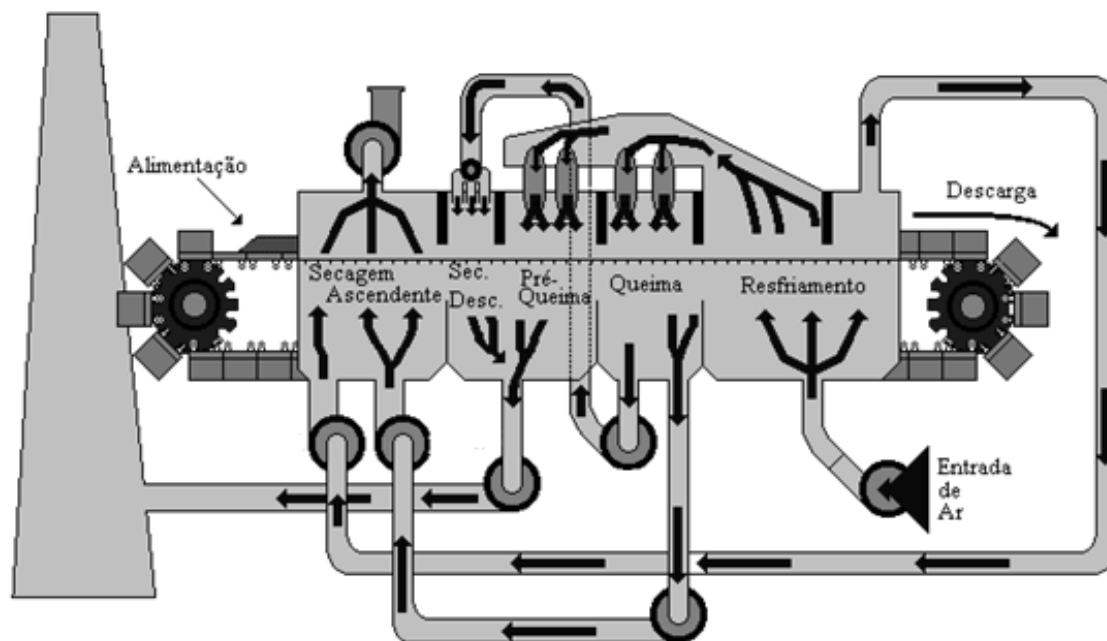 Alimentação
Descarga
Secagem
Ascendente
Sec.
Desc.
Pré-
Queima
Queima
Resfriamento
Entrada
de
Ar